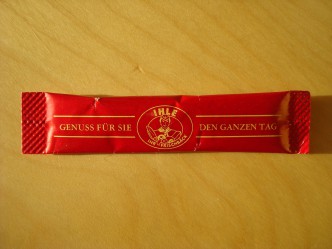 IHLE
GENUSS FÜR SIE
DEN GANZEN TAG